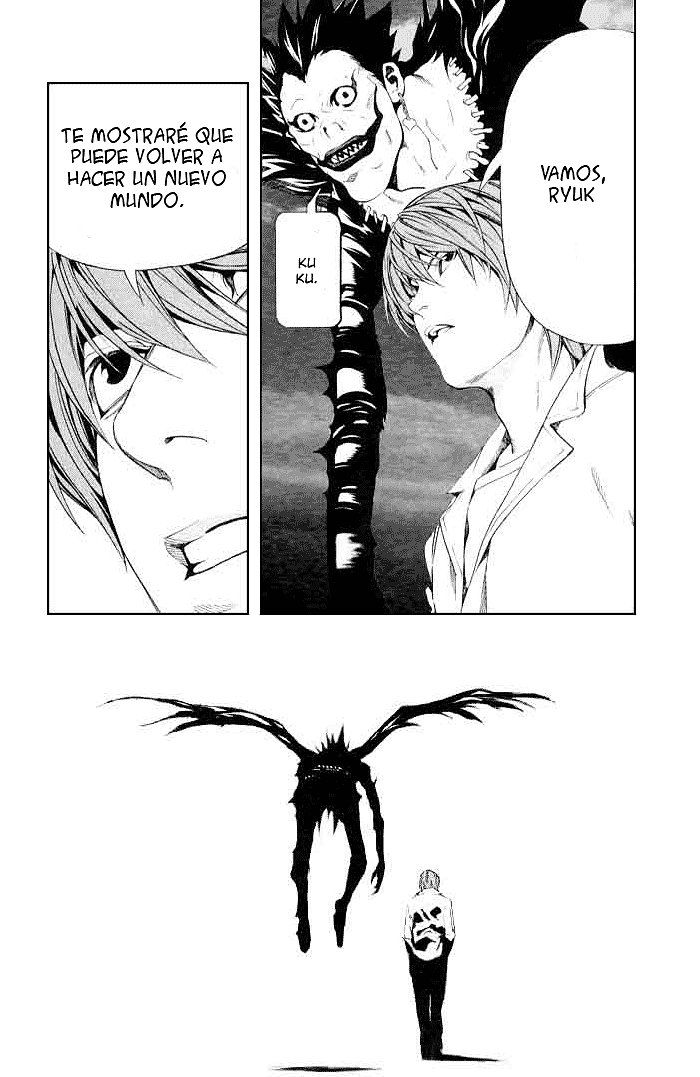 VAMOS,
RYUK
KU
KU.
TE MOSTRARÉ QUE
PUEDE VOLVER A
HACER UN NUEVO
MUNDO.